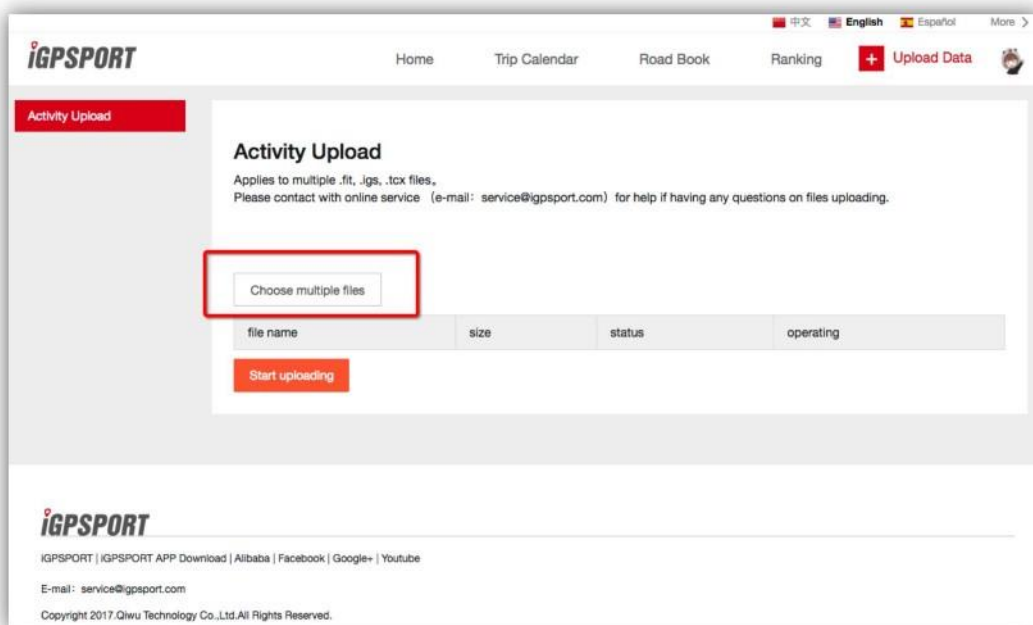 中文 English Español More >
iGPSPORT Home Trip Calendar Road Book Ranking + Upload Data
Activity Upload
Activity Upload
Applies to multiple .fit, .igs, .tcx files。
Please contact with online service （e-mail：service@igpsport.com）for help if having any questions on files uploading.
Choose multiple files
file name size status operating
Start uploading
iGPSPORT
iGPSPORT | iGPSPORT APP Download | Alibaba | Facebook | Google+ | Youtube
E-mail：service@igpsport.com
Copyright 2017.Qiwu Technology Co.,Ltd.All Rights Reserved.